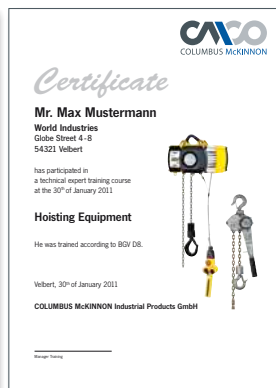 CMCO
COLUMBUS McKINNON
Certificate
Mr. Max Mustermann
World Industries
Globe Street 4-8
54321 Velbert
has participated in
a technical expert training course
at the 30th of January 2011
Hoisting Equipment
He was trained according to BGV D8.
Velbert, 30th of January 2011
COLUMBUS McKINNON Industrial Products GmbH
Manager Training